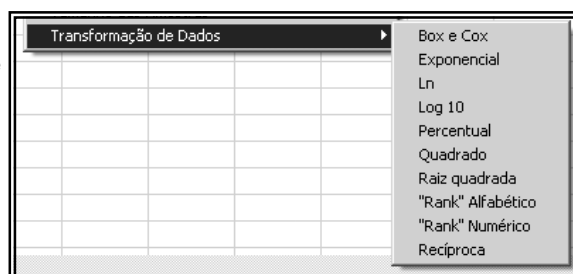 Transformação de Dados
Box e Cox
Exponencial
Ln
Log 10
Percentual
Quadrado
Raiz quadrada
"Rank" Alfabético
"Rank" Numérico
Recíproca